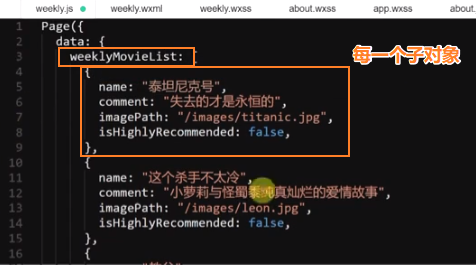 weekly.js weekly.wxml weekly.wxss about.wxss app.wxss about.w
1 Page({
2 data: {
3 weeklyMovieList: 每一个子对象
4 {
5 name: "泰坦尼克号",
6 comment: "失去的才是永恒的",
7 imagePath: "/images/titanic.jpg",
8 isHighlyRecommended: false,
9 },
10 {
11 name: "这个杀手不太冷",
12 comment: "小萝莉与怪蜀黍纯真灿烂的爱情故事",
13 imagePath: "/images/leon.jpg",
14 isHighlyRecommended: false,
15 },
16 {